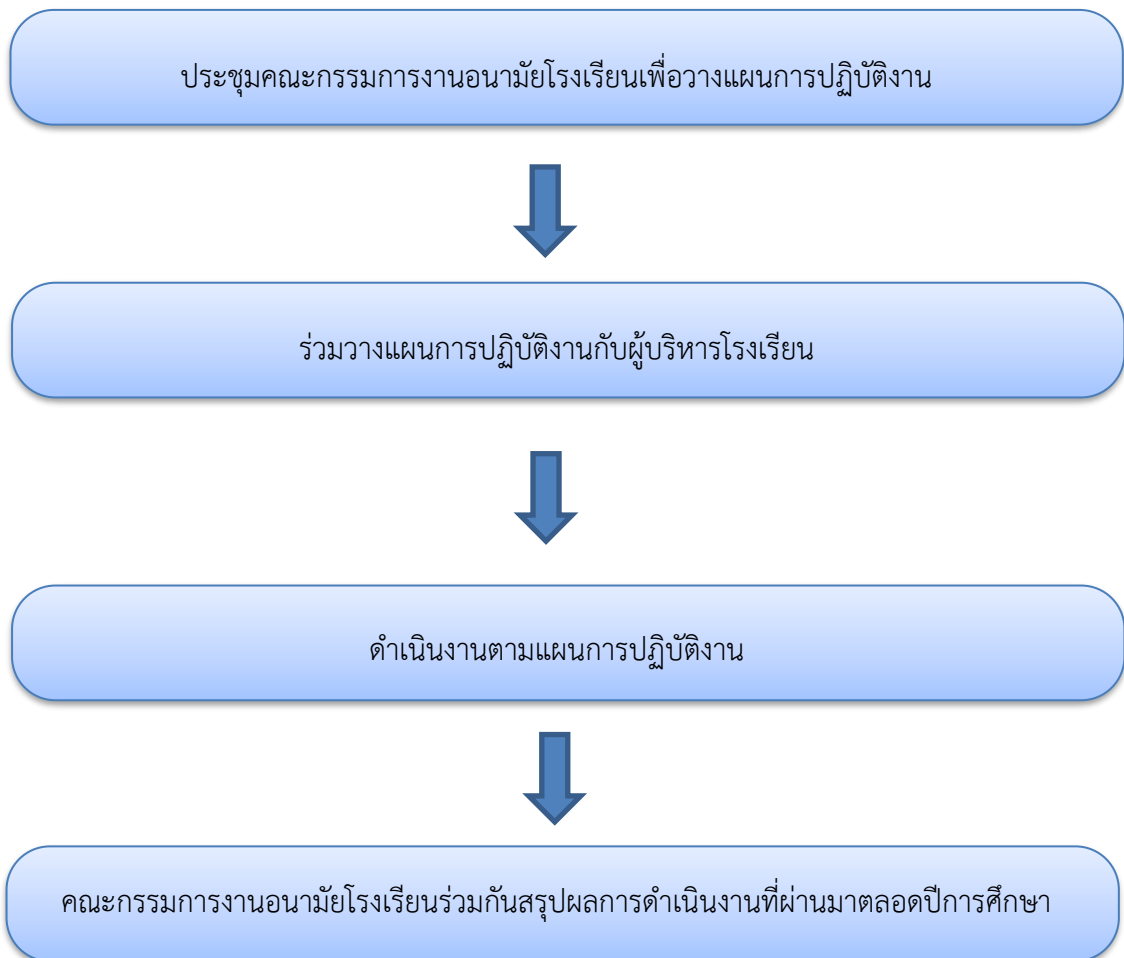 ประชุมคณะกรรมการงานอนามัยโรงเรียนเพื่อวางแผนการปฏิบัติงาน
ร่วมวางแผนการปฏิบัติงานกับผู้บริหารโรงเรียน
ดำเนินงานตามแผนการปฏิบัติงาน
คณะกรรมการงานอนามัยโรงเรียนร่วมกันสรุปผลการดำเนินงานที่ผ่านมาตลอดปีการศึกษา